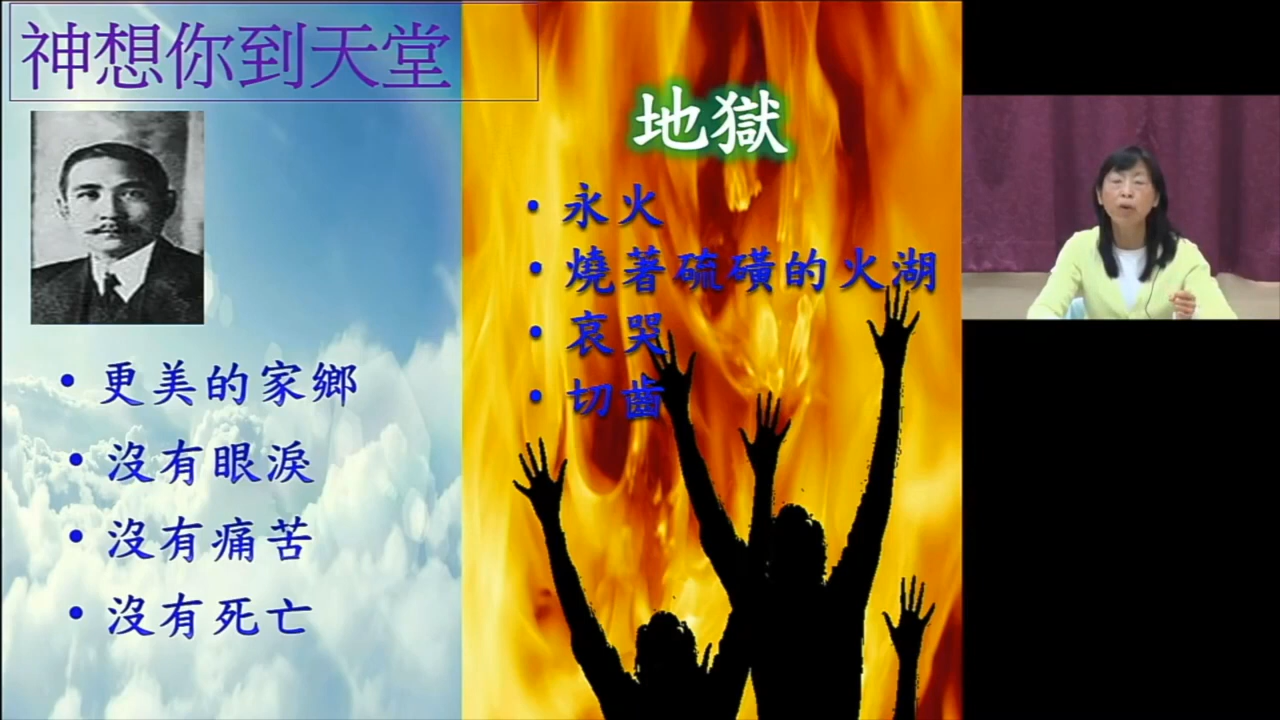 神想你到天堂
更美的家鄉
沒有眼淚
沒有痛苦
沒有死亡
地獄
永火
燒著硫磺的火湖
哀哭
切齒